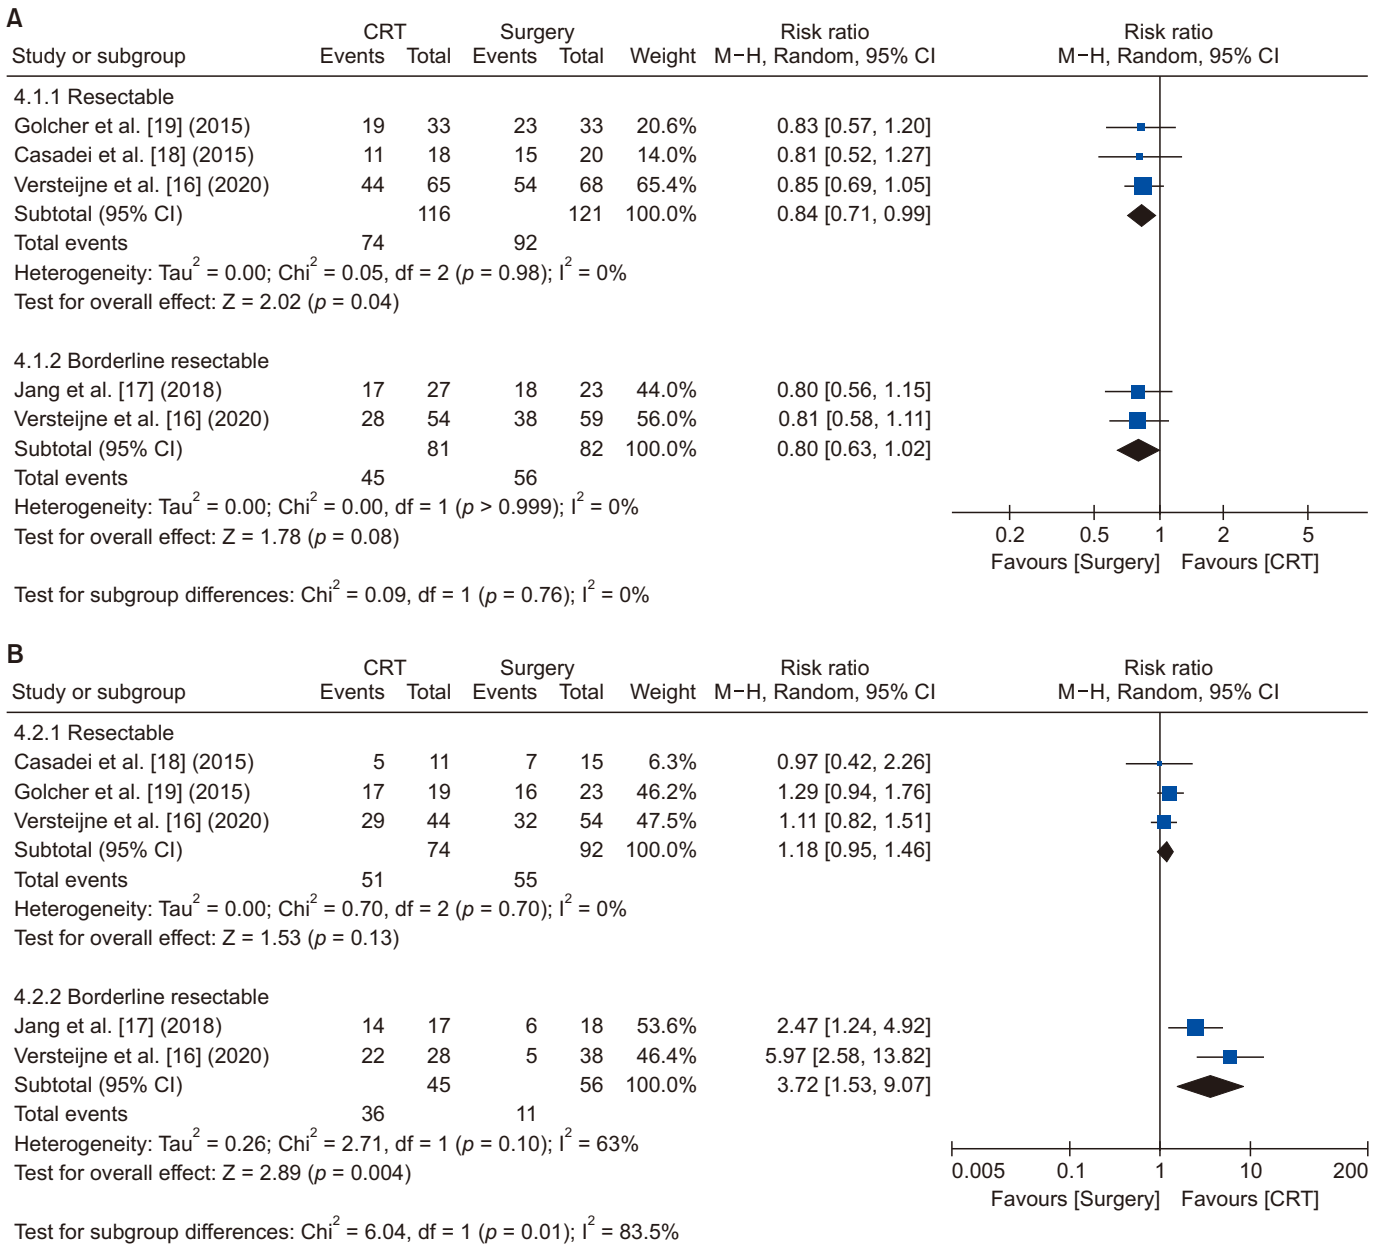 A
CRT Surgery Risk ratio Risk ratio
Study or subgroup Events Total Events Total Weight M−H, Random, 95% CI M−H, Random, 95% CI
4.1.1 Resectable
Golcher et al. [19] (2015) 19 33 23 33 20.6% 0.83 [0.57, 1.20]
Casadei et al. [18] (2015) 11 18 15 20 14.0% 0.81 [0.52, 1.27]
Versteijne et al. [16] (2020) 44 65 54 68 65.4% 0.85 [0.69, 1.05]
Subtotal (95% CI) 116 121 100.0% 0.84 [0.71, 0.99]
Total events 74 92
Heterogeneity: Tau² = 0.00; Chi² = 0.05, df = 2 (p = 0.98); I² = 0%
Test for overall effect: Z = 2.02 (p = 0.04)
4.1.2 Borderline resectable
Jang et al. [17] (2018) 17 27 18 23 44.0% 0.80 [0.56, 1.15]
Versteijne et al. [16] (2020) 28 54 38 59 56.0% 0.81 [0.58, 1.11]
Subtotal (95% CI) 81 82 100.0% 0.80 [0.63, 1.02]
Total events 45 56
Heterogeneity: Tau² = 0.00; Chi² = 0.00, df = 1 (p > 0.999); I² = 0%
Test for overall effect: Z = 1.78 (p = 0.08)
0.2 0.5 1 2 5
Favours [Surgery] Favours [CRT]
Test for subgroup differences: Chi² = 0.09, df = 1 (p = 0.76); I² = 0%
B
CRT Surgery Risk ratio Risk ratio
Study or subgroup Events Total Events Total Weight M−H, Random, 95% CI M−H, Random, 95% CI
4.2.1 Resectable
Casadei et al. [18] (2015) 5 11 7 15 6.3% 0.97 [0.42, 2.26]
Golcher et al. [19] (2015) 17 19 16 23 46.2% 1.29 [0.94, 1.76]
Versteijne et al. [16] (2020) 29 44 32 54 47.5% 1.11 [0.82, 1.51]
Subtotal (95% CI) 74 92 100.0% 1.18 [0.95, 1.46]
Total events 51 55
Heterogeneity: Tau² = 0.00; Chi² = 0.70, df = 2 (p = 0.70); I² = 0%
Test for overall effect: Z = 1.53 (p = 0.13)
4.2.2 Borderline resectable
Jang et al. [17] (2018) 14 17 6 18 53.6% 2.47 [1.24, 4.92]
Versteijne et al. [16] (2020) 22 28 5 38 46.4% 5.97 [2.58, 13.82]
Subtotal (95% CI) 45 56 100.0% 3.72 [1.53, 9.07]
Total events 36 11
Heterogeneity: Tau² = 0.26; Chi² = 2.71, df = 1 (p = 0.10); I² = 63%
Test for overall effect: Z = 2.89 (p = 0.004)
0.005 0.1 1 10 200
Favours [Surgery] Favours [CRT]
Test for subgroup differences: Chi² = 6.04, df = 1 (p = 0.01); I² = 83.5%